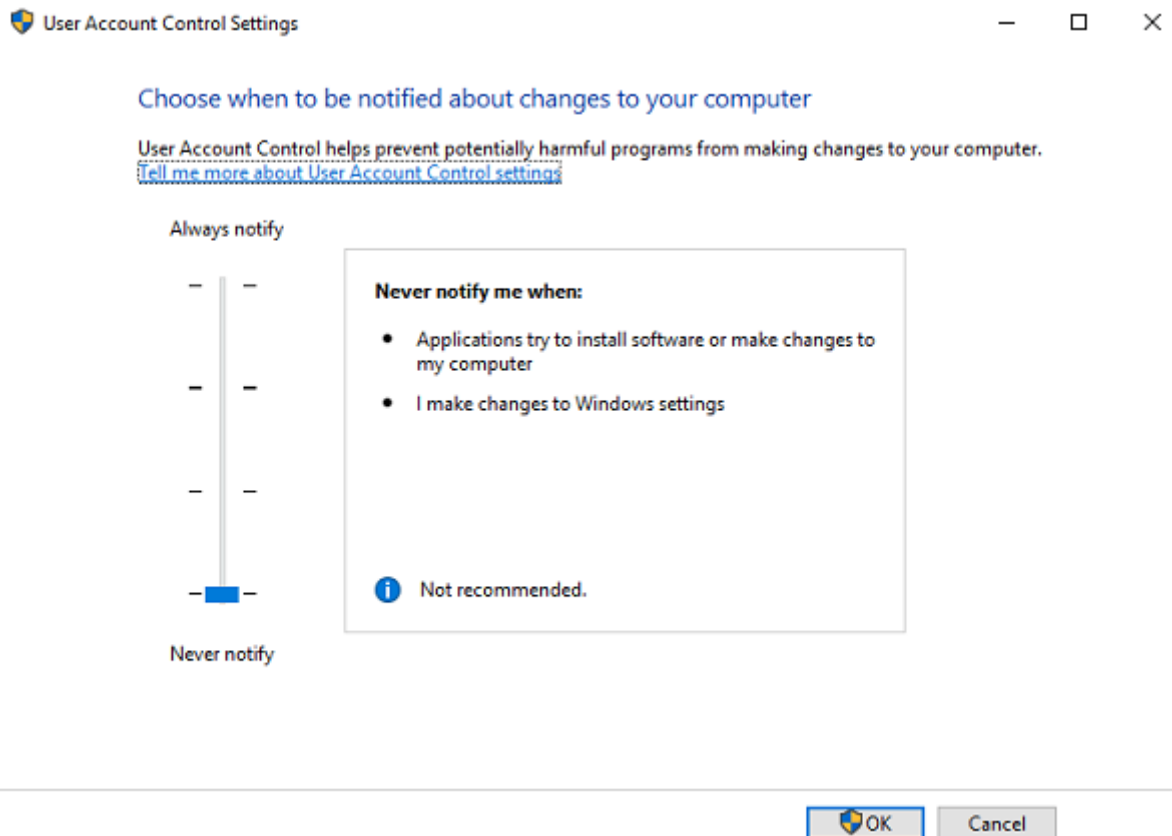 User Account Control Settings
Choose when to be notified about changes to your computer
User Account Control helps prevent potentially harmful programs from making changes to your computer.
Tell me more about User Account Control settings
Always notify
Never notify me when:
Applications try to install software or make changes to
my computer
I make changes to Windows settings
Not recommended.
Never notify
OK
Cancel